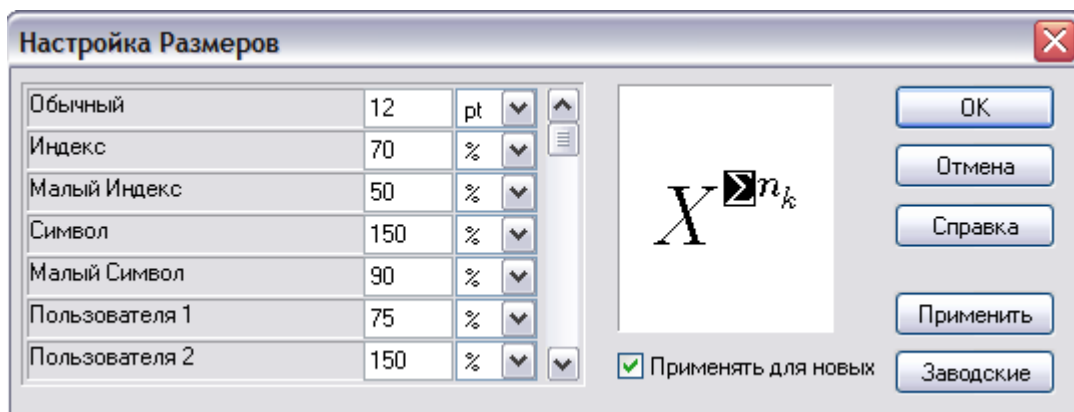 Настройка Размеров
Обычный 12 pt
Индекс 70 %
Малый Индекс 50 %
Символ 150 %
Малый Символ 90 %
Пользователя 1 75 %
Пользователя 2 150 %
X Σ n k
Применять для новых
OK
Отмена
Справка
Применить
Заводские